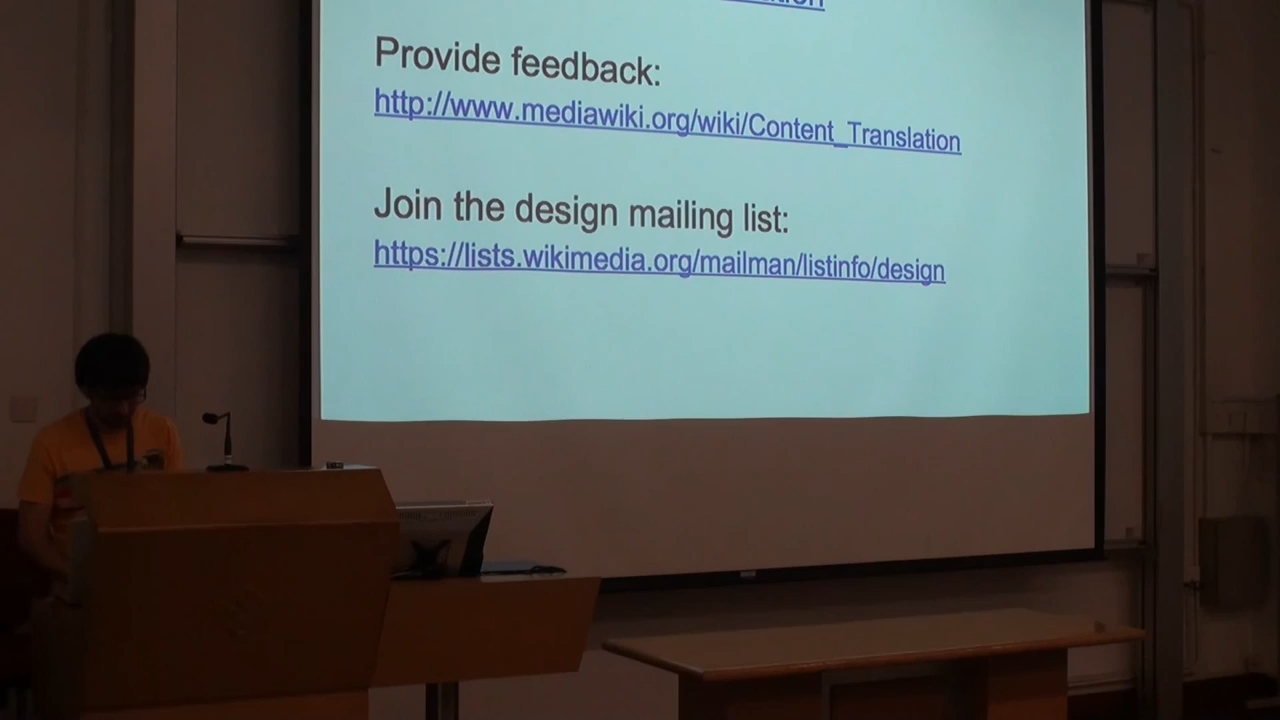 Provide feedback:
http://www.mediawiki.org/wiki/Content_Translation
Join the design mailing list:
https://lists.wikimedia.org/mailman/listinfo/design